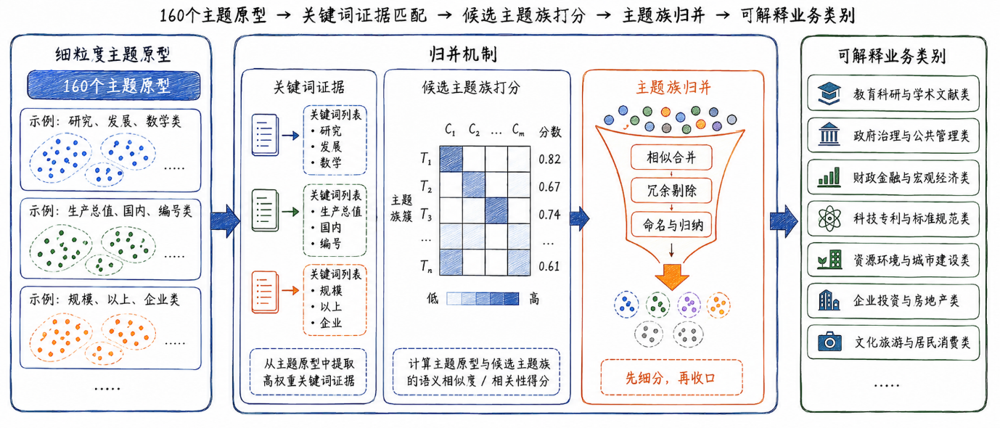 160个主题原型 → 关键词证据匹配 → 候选主题族打分 → 主题族归并 → 可解释业务类别
细粒度主题原型
160个主题原型
示例：研究、发展、数学类
.....
示例：生产总值、国内、编号类
.....
示例：规模、以上、企业类
.....
.....
归并机制
关键词证据
关键词列表
• 研究
• 发展
• 数学
关键词列表
• 生产总值
• 国内
• 编号
关键词列表
• 规模
• 以上
• 企业
从主题原型中提取
高权重关键词证据
候选主题族打分
C1 C2 ... Cm 分数
T1 0.82
T2 0.67
主题
族簇
T3 0.74
... ...
Tn 0.61
低 高
计算主题原型与候选主题族
的语义相似度 / 相关性得分
主题族归并
相似合并
冗余剔除
命名与归纳
先细分，再收口
可解释业务类别
教育科研与学术文献类
政府治理与公共管理类
财政金融与宏观经济类
科技专利与标准规范类
资源环境与城市建设类
企业投资与房地产类
文化旅游与居民消费类
.....